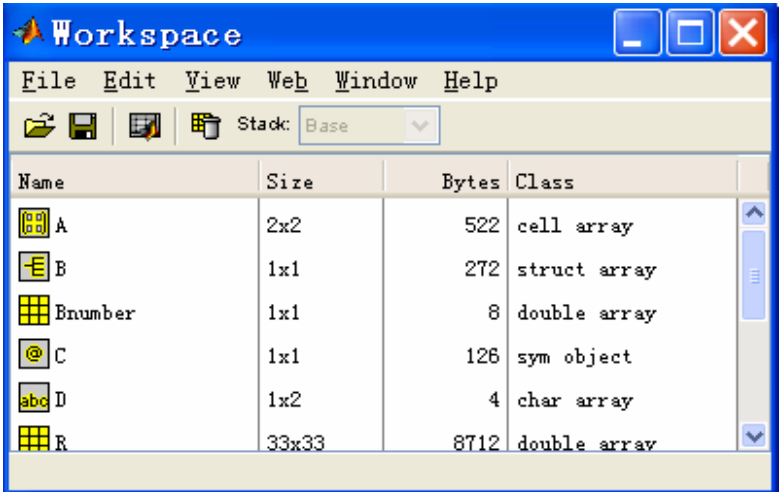 Workspace
File Edit View Web Window Help
Stack: Base
Name Size Bytes Class
A 2x2 522 cell array
B 1x1 272 struct array
Bnumber 1x1 8 double array
@ C 1x1 126 sym object
abc D 1x2 4 char array
R 33x33 8712 double array